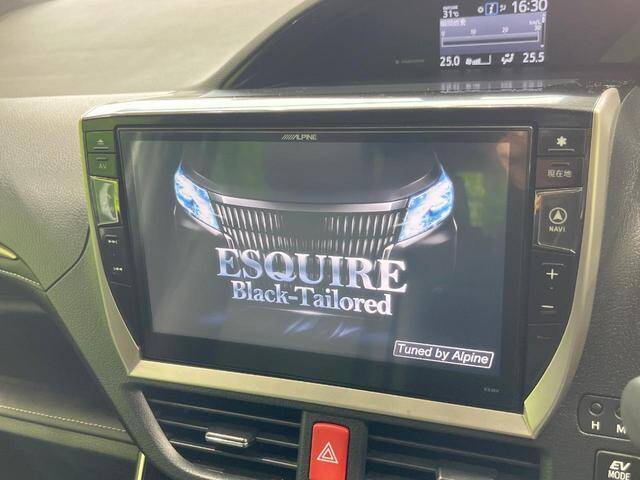 31℃
16:30
25.0
25.5
ALPINE
AV
現在地
NAVI
+
−
ESQUIRE
Black-Tailored
Tuned by Alpine
H
M
EV
MODE